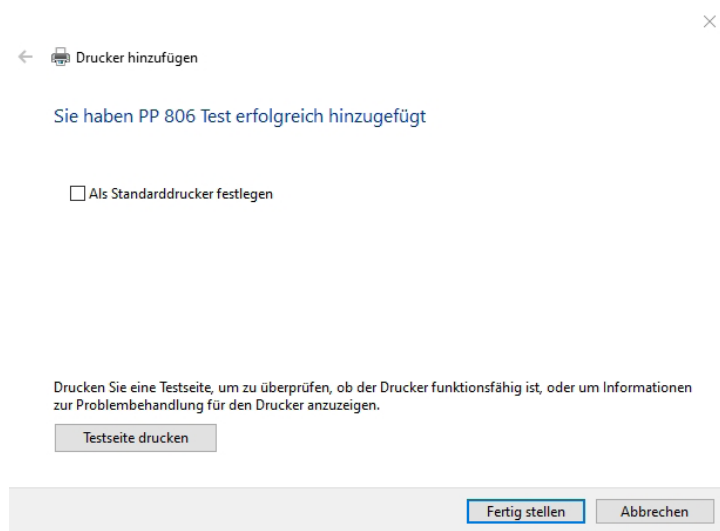 Drucker hinzufügen
Sie haben PP 806 Test erfolgreich hinzugefügt
Als Standarddrucker festlegen
Drucken Sie eine Testseite, um zu überprüfen, ob der Drucker funktionsfähig ist, oder um Informationen
zur Problembehandlung für den Drucker anzuzeigen.
Testseite drucken
Fertig stellen
Abbrechen